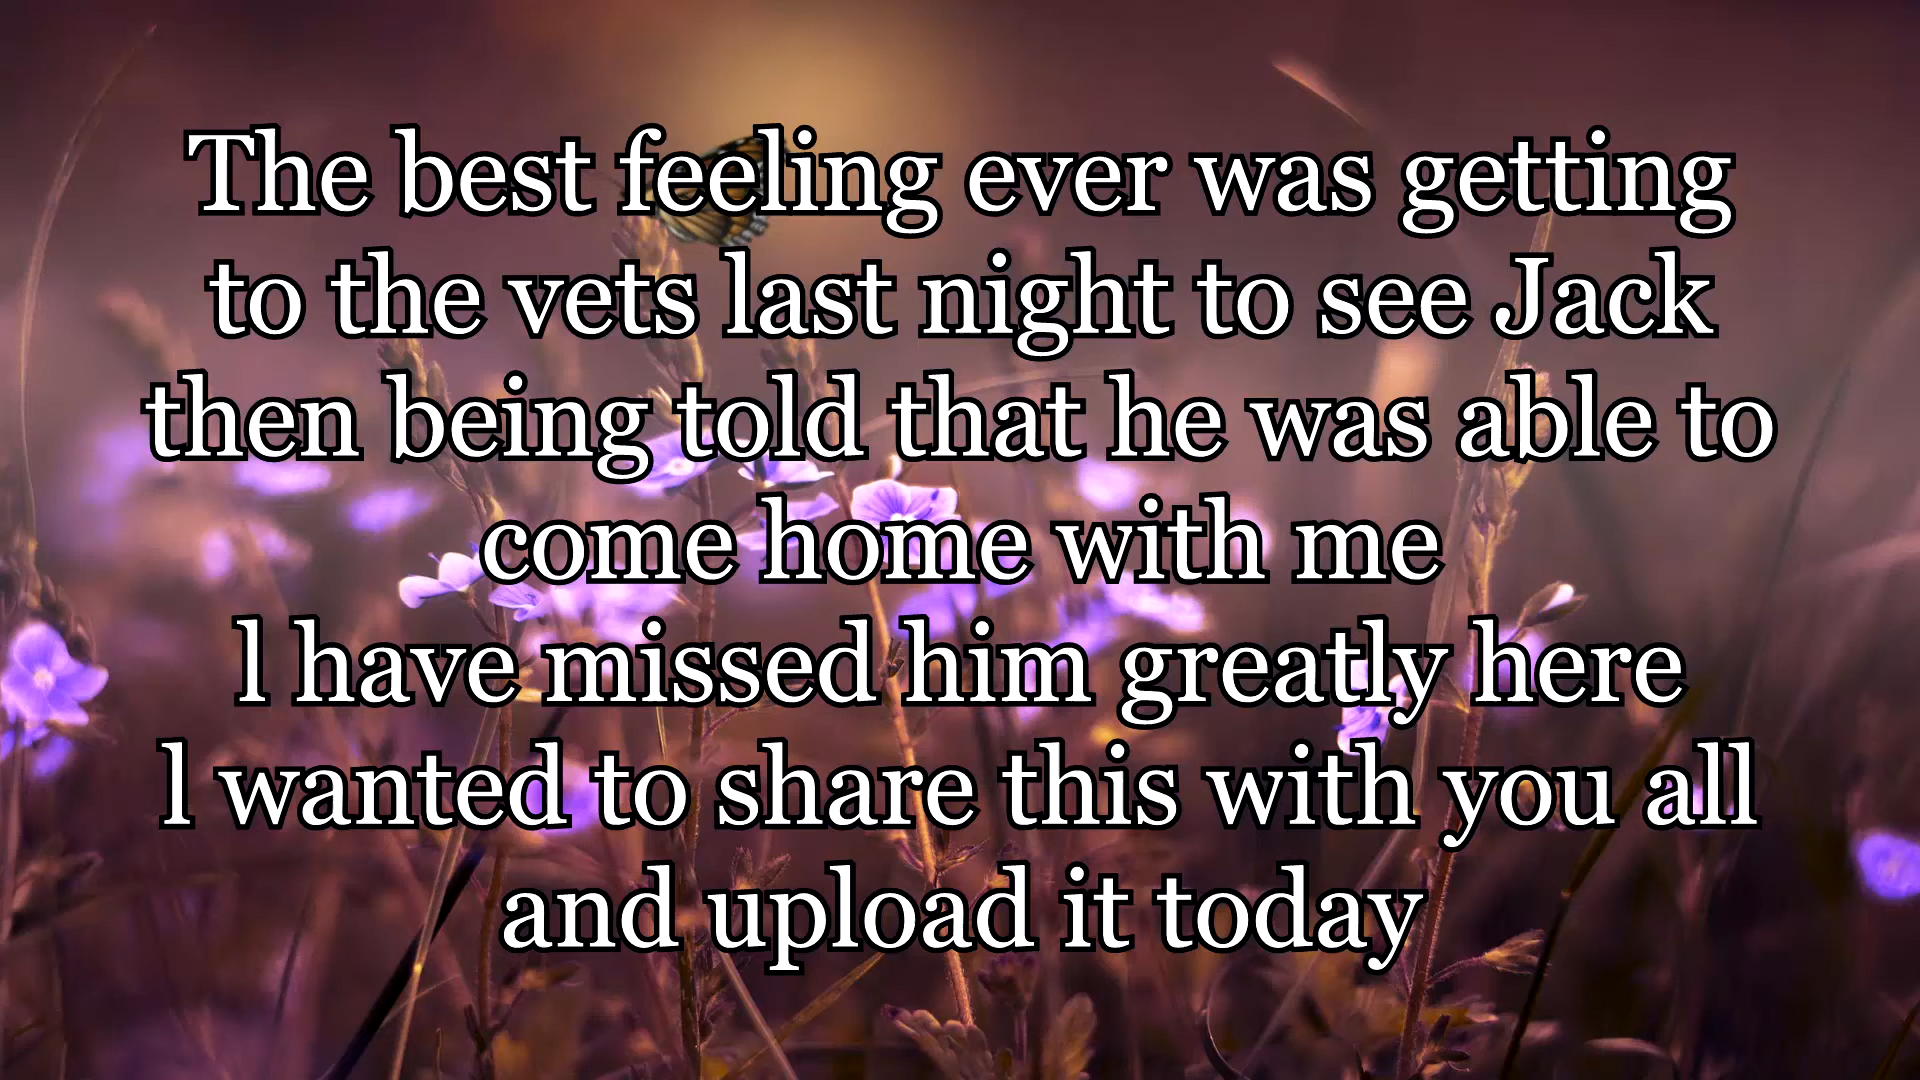 The best feeling ever was getting
to the vets last night to see Jack
then being told that he was able to
come home with me
l have missed him greatly here
l wanted to share this with you all
and upload it today